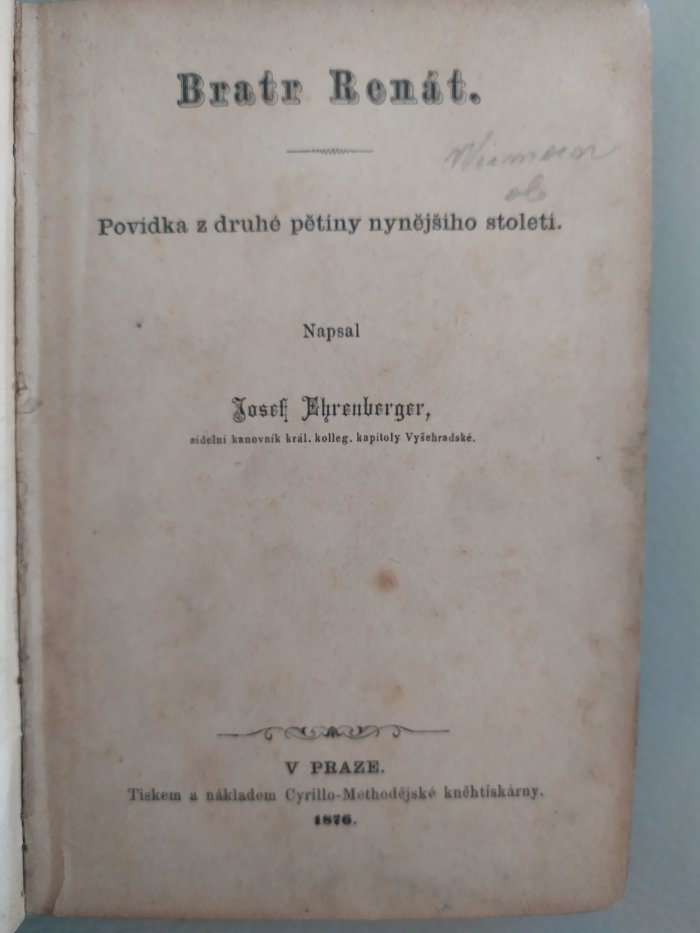 Bratr Renát.
Povídka z druhé pětiny nynějšího století.
Napsal
Josef Ehrenberger,
sídelní kanovník král. kolleg. kapitoly Vyšehradské.
V PRAZE.
Tiskem a nákladem Cyrillo-Methodějské kněhtiskárny.
1876.